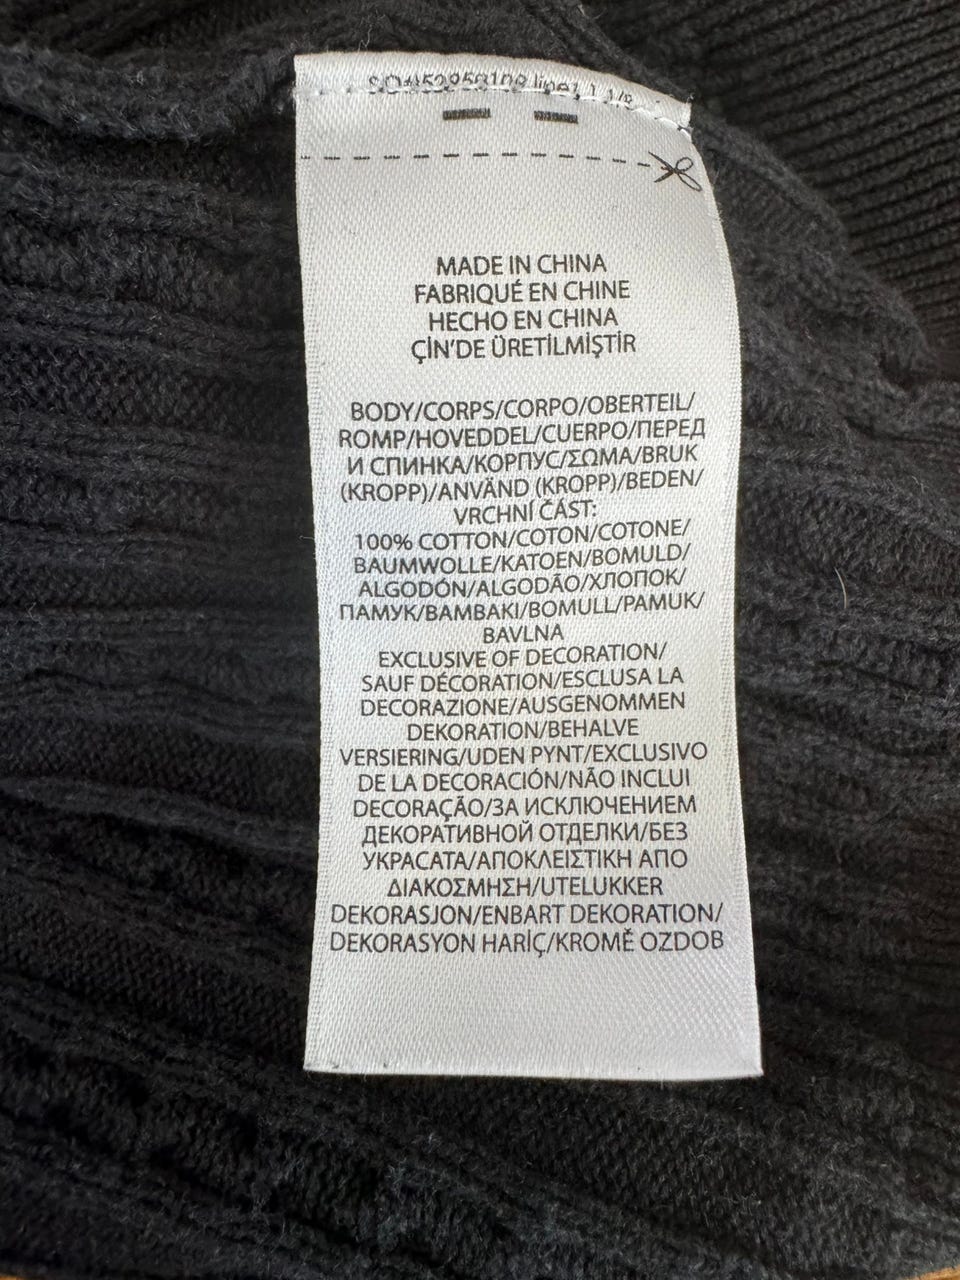 MADE IN CHINA
FABRIQUÉ EN CHINE
HECHO EN CHINA
ÇİN'DE ÜRETİLMİŞTİR
BODY/CORPS/CORPO/OBERTEIL/
ROMP/HOVEDDEL/CUERPO/ПЕРЕД
И СПИНКА/КОРПУС/ΣΩΜΑ/BRUK
(KROPP)/ANVÄND (KROPP)/BEDEN/
VRCHNÍ ČÁST:
100% COTTON/COTON/COTONE/
BAUMWOLLE/KATOEN/BOMULD/
ALGODÓN/ALGODÃO/ХЛОПОК/
ПАМУК/BAMBAKI/BOMULL/PAMUK/
BAVLNA
EXCLUSIVE OF DECORATION/
SAUF DÉCORATION/ESCLUSA LA
DECORAZIONE/AUSGENOMMEN
DEKORATION/BEHALVE
VERSIERING/UDEN PYNT/EXCLUSIVO
DE LA DECORACIÓN/NÃO INCLUI
DECORAÇÃO/ЗА ИСКЛЮЧЕНИЕМ
ДЕКОРАТИВНОЙ ОТДЕЛКИ/БЕЗ
УКРАСАТА/ΑΠΟΚΛΕΙΣΤΙΚΗ ΑΠΟ
ΔΙΑΚΟΣΜΗΣΗ/UTELUKKER
DEKORASJON/ENBART DEKORATION/
DEKORASYON HARİÇ/KROMĚ OZDOB